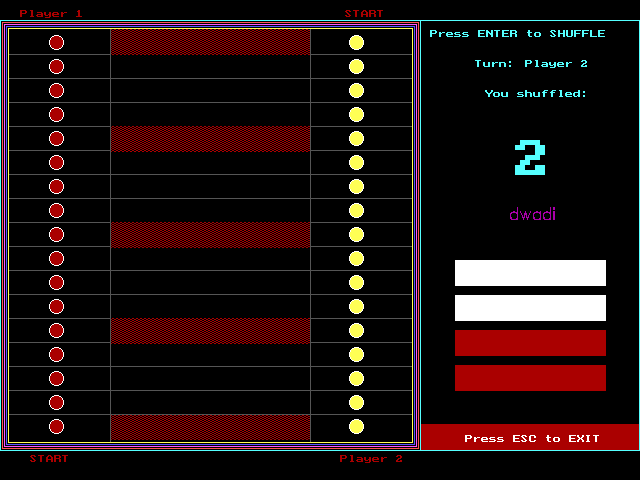 Player 1
START
Press ENTER to SHUFFLE
Turn: Player 2
You shuffled:
2
dwadi
Press ESC to EXIT
START
Player 2